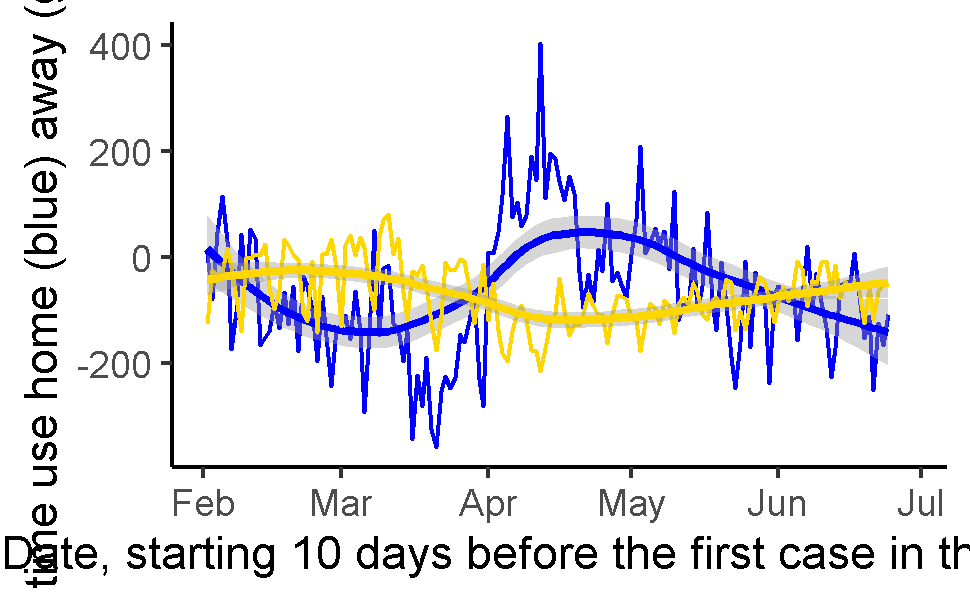 time use home (blue) away (
400
200
0
-200
Feb Mar Apr May Jun Jul
Date, starting 10 days before the first case in th